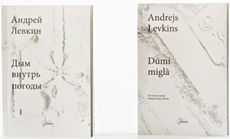 Андрей
Левкин
Дым
внутрь
погоды
Andrejs
Levkins
Dūmi
miglā